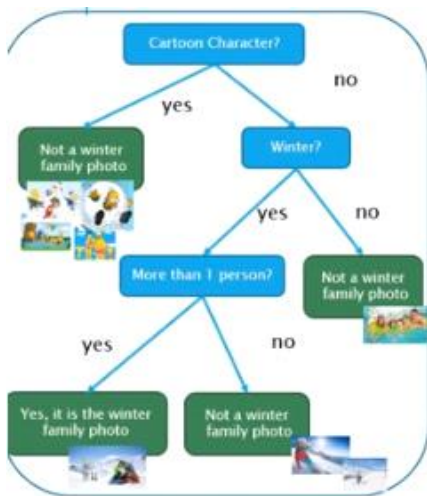 Cartoon Character?
no
yes
Not a winter
family photo
Winter?
yes
no
More than 1 person?
Not a winter
family photo
yes
no
Yes, it is the winter
family photo
Not a winter
family photo